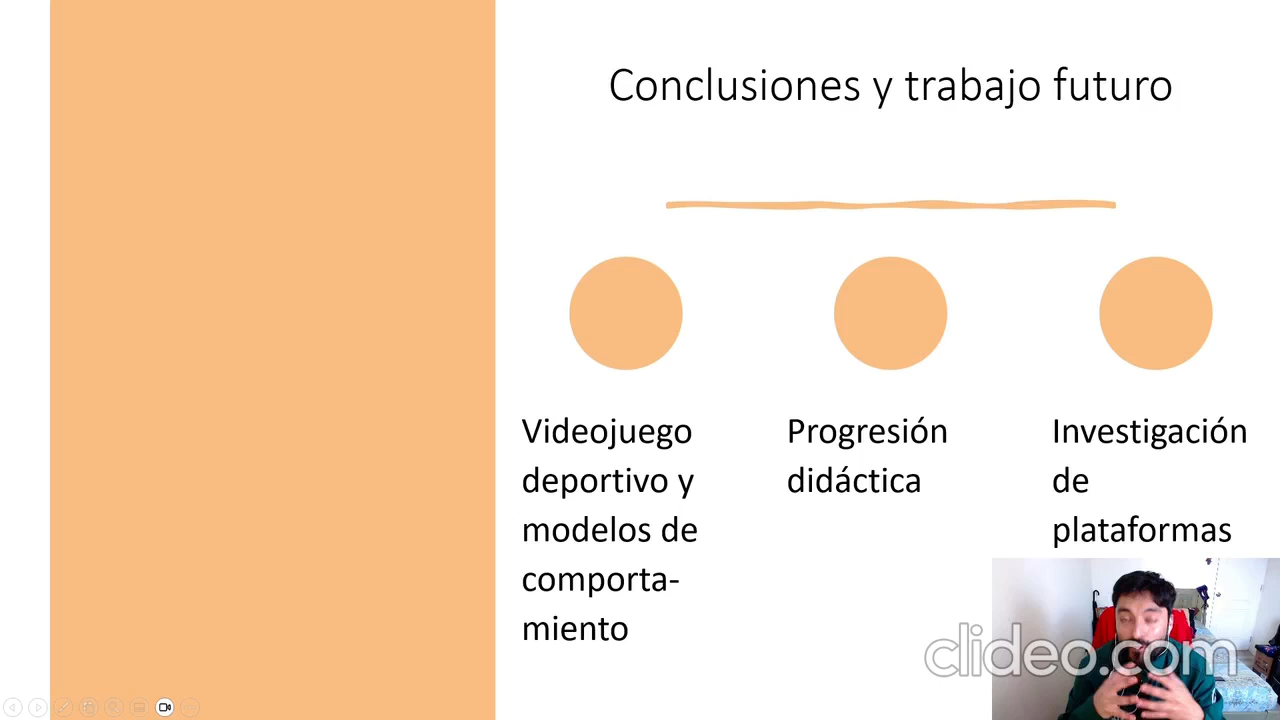 Conclusiones y trabajo futuro
Videojuego
deportivo y
modelos de
comporta-
miento
Progresión
didáctica
Investigación
de
plataformas
clideo.com